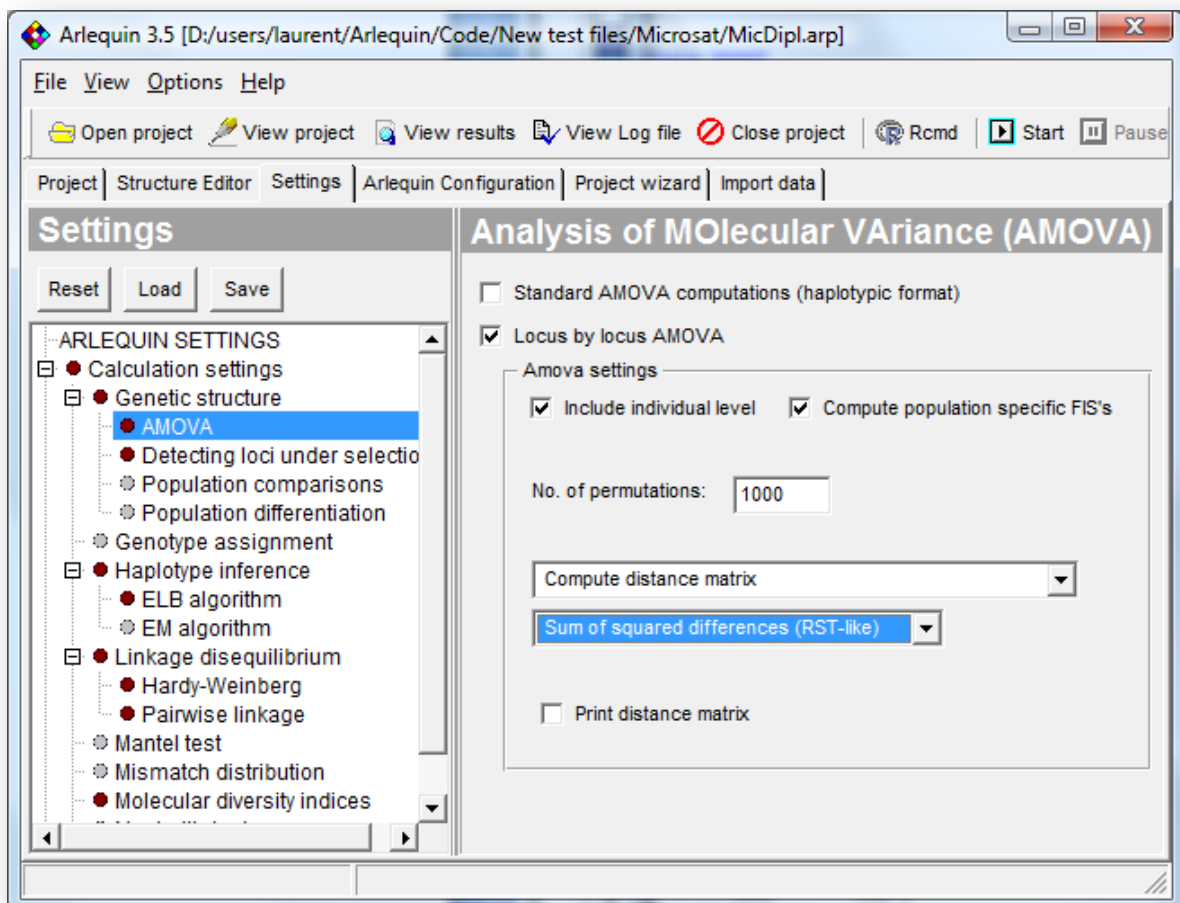 Arlequin 3.5 [D:/users/laurent/Arlequin/Code/New test files/Microsat/MicDipl.arp]
File View Options Help
Open project View project View results View Log file Close project Rcmd Start Pause
Project Structure Editor Settings Arlequin Configuration Project wizard Import data
Settings
Reset Load Save
ARLEQUIN SETTINGS
Calculation settings
Genetic structure
AMOVA
Detecting loci under selectio
Population comparisons
Population differentiation
Genotype assignment
Haplotype inference
ELB algorithm
EM algorithm
Linkage disequilibrium
Hardy-Weinberg
Pairwise linkage
Mantel test
Mismatch distribution
Molecular diversity indices
Analysis of MOlecular VAriance (AMOVA)
Standard AMOVA computations (haplotypic format)
Locus by locus AMOVA
Amova settings
Include individual level Compute population specific FIS's
No. of permutations: 1000
Compute distance matrix
Sum of squared differences (RST-like)
Print distance matrix